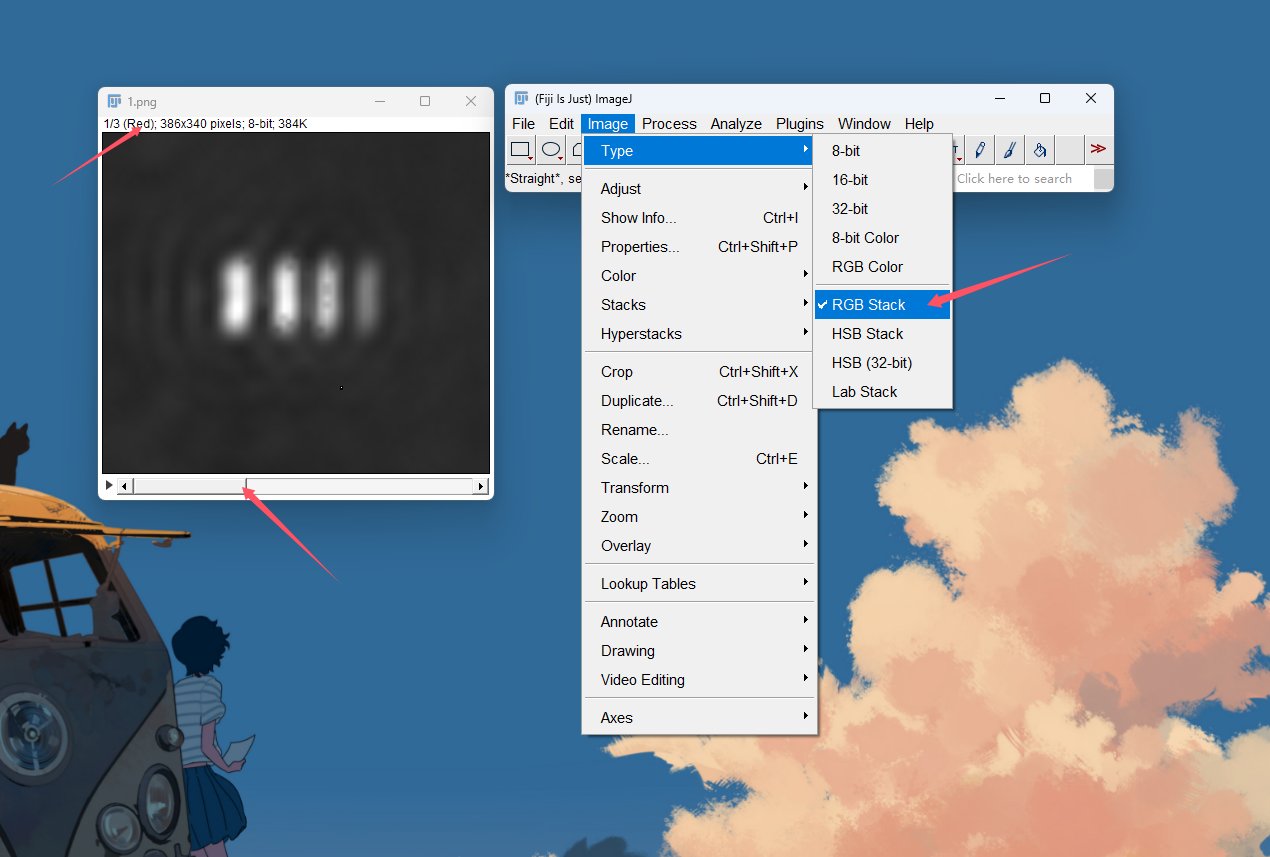 1.png
1/3 (Red); 386x340 pixels; 8-bit; 384K
(Fiji Is Just) ImageJ
File Edit Image Process Analyze Plugins Window Help
*Straight*, se
Click here to search
Type
Adjust
Show Info... Ctrl+I
Properties... Ctrl+Shift+P
Color
Stacks
Hyperstacks
Crop Ctrl+Shift+X
Duplicate... Ctrl+Shift+D
Rename...
Scale... Ctrl+E
Transform
Zoom
Overlay
Lookup Tables
Annotate
Drawing
Video Editing
Axes
8-bit
16-bit
32-bit
8-bit Color
RGB Color
RGB Stack
HSB Stack
HSB (32-bit)
Lab Stack